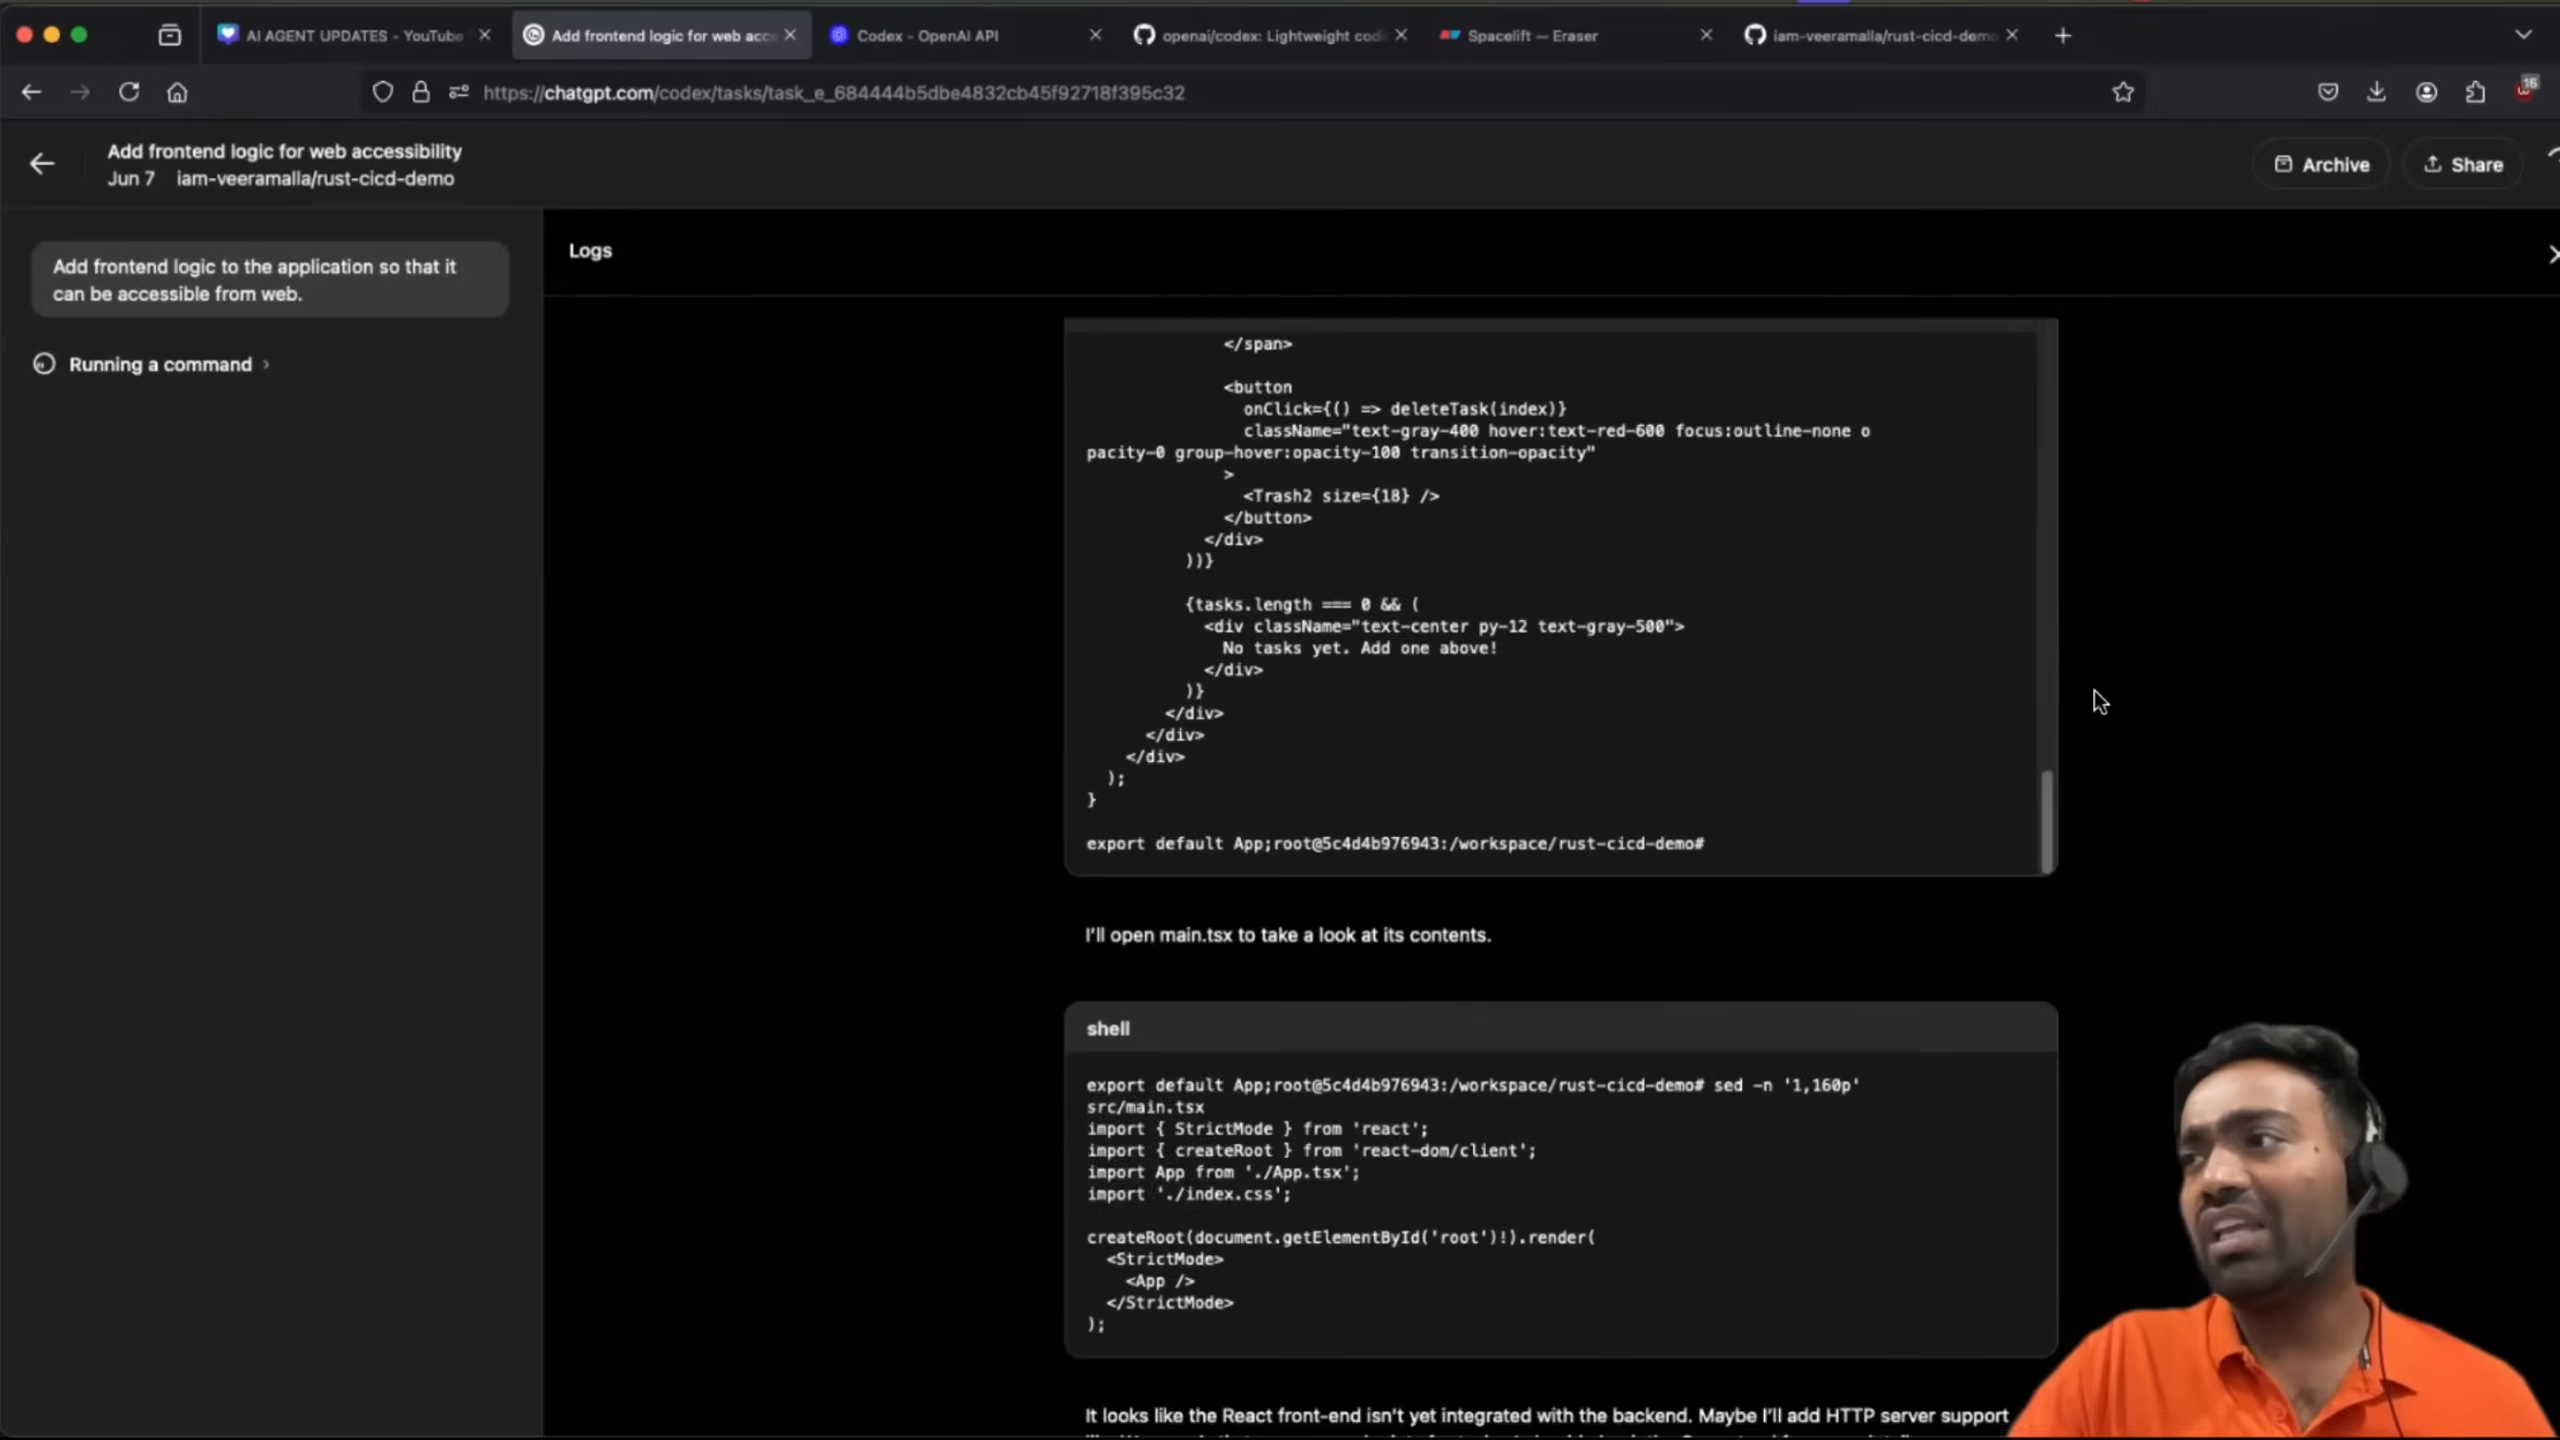 AI AGENT UPDATES - YouTube
Add frontend logic for web acc
Codex - OpenAI API
openai/codex: Lightweight codi
Spacelift — Eraser
iam-veeramalla/rust-cicd-demo
https://chatgpt.com/codex/tasks/task_e_684444b5dbe4832cb45f92718f395c32
16
Add frontend logic for web accessibility
Jun 7 iam-veeramalla/rust-cicd-demo
Archive
Share
Add frontend logic to the application so that it
can be accessible from web.
Running a command
Logs
</span>
<button
onClick={() => deleteTask(index)}
className="text-gray-400 hover:text-red-600 focus:outline-none o
pacity-0 group-hover:opacity-100 transition-opacity"
>
<Trash2 size={18} />
</button>
</div>
))}
{tasks.length === 0 && (
<div className="text-center py-12 text-gray-500">
No tasks yet. Add one above!
</div>
)}
</div>
</div>
</div>
);
}
export default App;root@5c4d4b976943:/workspace/rust-cicd-demo#
I'll open main.tsx to take a look at its contents.
shell
export default App;root@5c4d4b976943:/workspace/rust-cicd-demo# sed -n '1,160p'
src/main.tsx
import { StrictMode } from 'react';
import { createRoot } from 'react-dom/client';
import App from './App.tsx';
import './index.css';
createRoot(document.getElementById('root')!).render(
<StrictMode>
<App />
</StrictMode>
);
It looks like the React front-end isn't yet integrated with the backend. Maybe I'll add HTTP server support